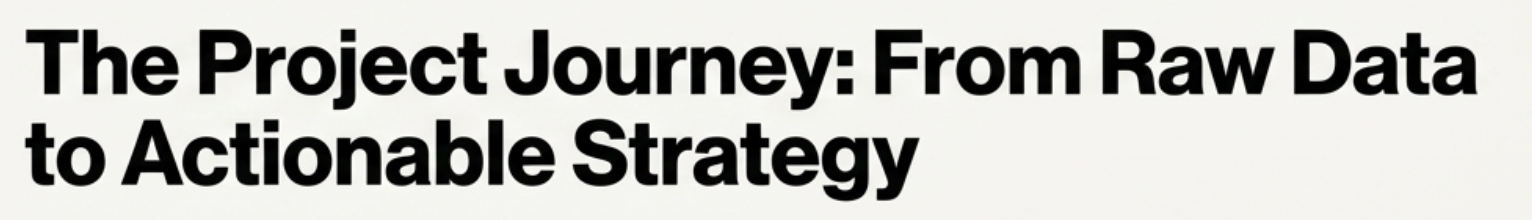 The Project Journey: From Raw Data
to Actionable Strategy